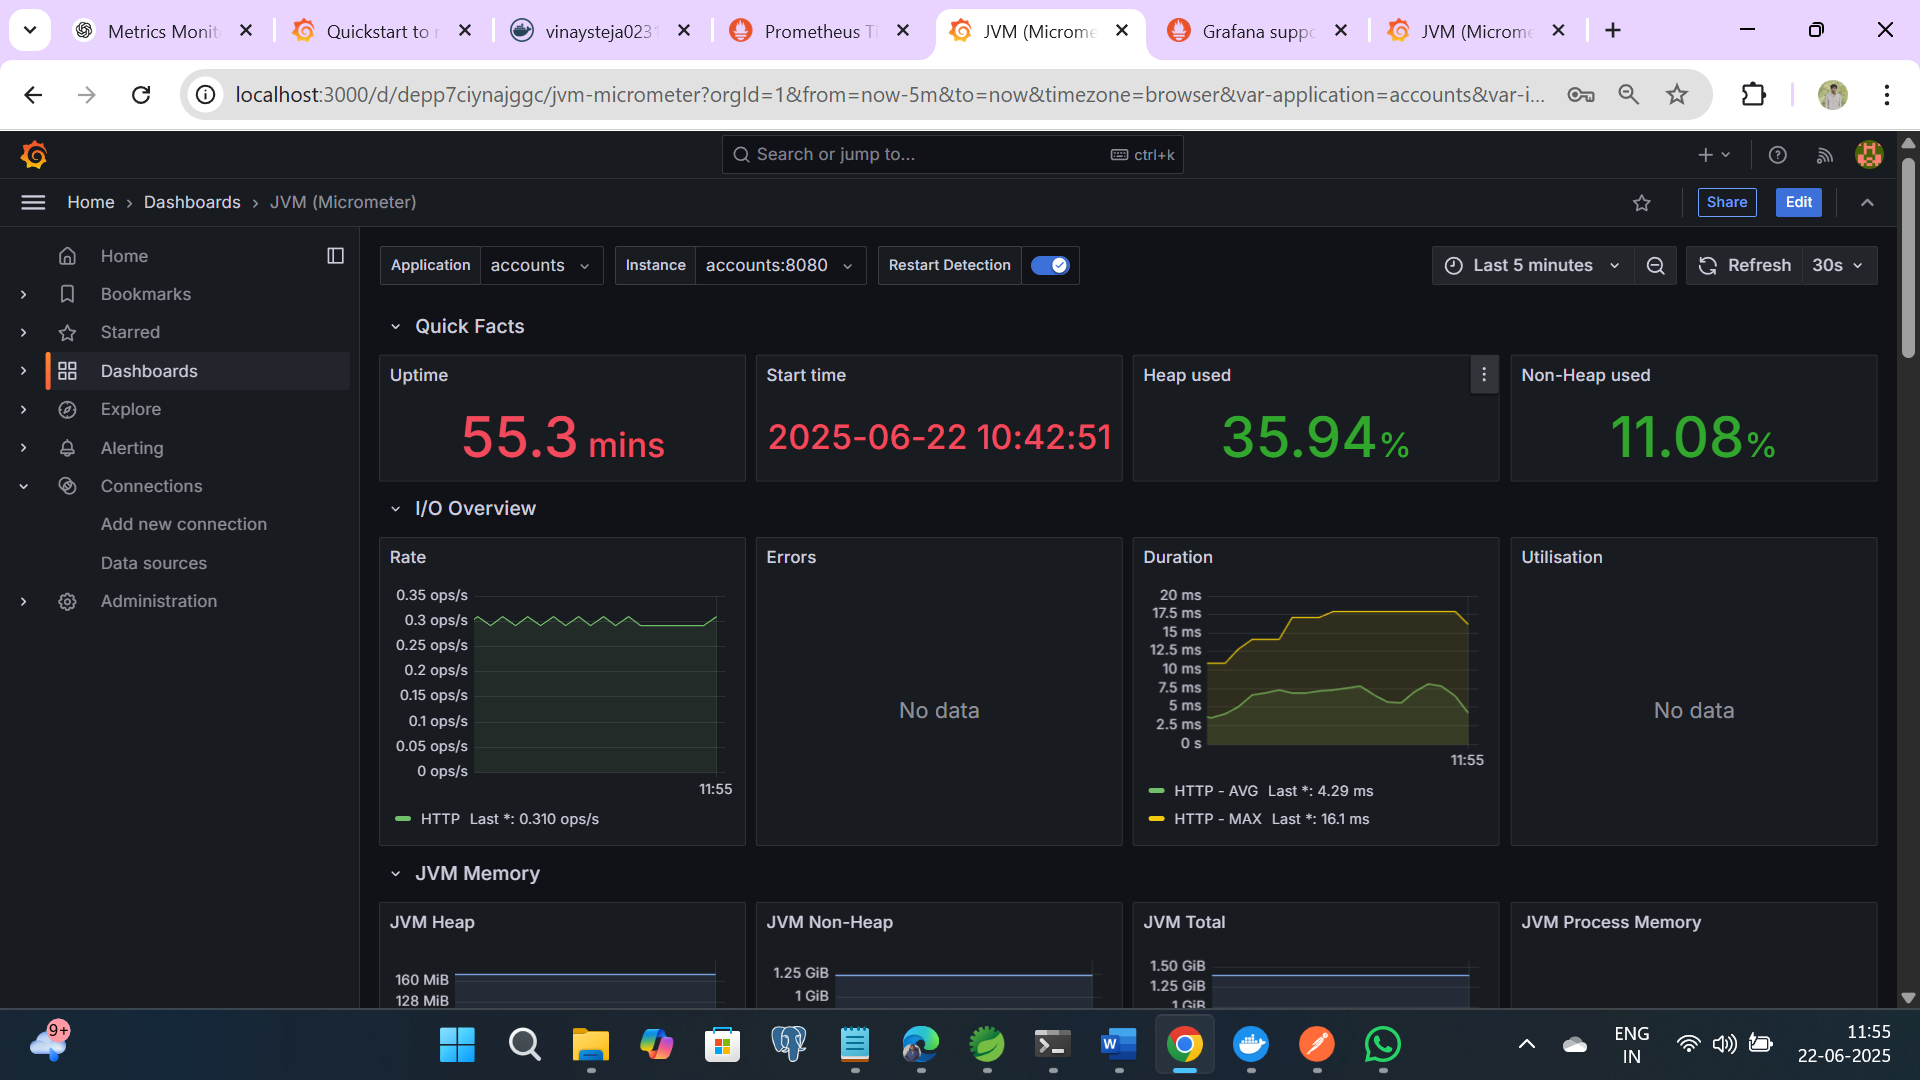 Metrics Monit
Quickstart to r
vinaysteja0231
Prometheus Ti
JVM (Microme
Grafana suppo
JVM (Microme
localhost:3000/d/depp7ciynajggc/jvm-micrometer?orgId=1&from=now-5m&to=now&timezone=browser&var-application=accounts&var-i...
Search or jump to...
ctrl+k
Home › Dashboards › JVM (Micrometer)
Share
Edit
Home
Bookmarks
Starred
Dashboards
Explore
Alerting
Connections
Add new connection
Data sources
Administration
Application accounts
Instance accounts:8080
Restart Detection
Last 5 minutes
Refresh 30s
Quick Facts
Uptime
55.3 mins
Start time
2025-06-22 10:42:51
Heap used
35.94%
Non-Heap used
11.08%
I/O Overview
Rate
0.35 ops/s
0.3 ops/s
0.25 ops/s
0.2 ops/s
0.15 ops/s
0.1 ops/s
0.05 ops/s
0 ops/s
11:55
HTTP Last *: 0.310 ops/s
Errors
No data
Duration
20 ms
17.5 ms
15 ms
12.5 ms
10 ms
7.5 ms
5 ms
2.5 ms
0 s
11:55
HTTP - AVG Last *: 4.29 ms
HTTP - MAX Last *: 16.1 ms
Utilisation
No data
JVM Memory
JVM Heap
160 MiB
128 MiB
JVM Non-Heap
1.25 GiB
1 GiB
JVM Total
1.50 GiB
1.25 GiB
1 GiB
JVM Process Memory
9+
W
ENG
IN
11:55
22-06-2025